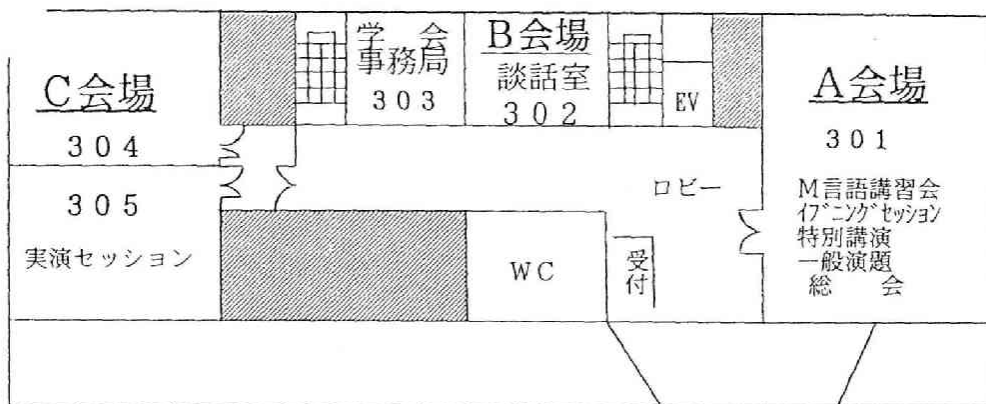 C会場
304
305
実演セッション
学　会
事務局
303
B会場
談話室
302
EV
A会場
301
M言語講習会
ｲﾌﾞﾆﾝｸﾞｾｯｼｮﾝ
特別講演
一般演題
総　　会
ロビー
WC
受付